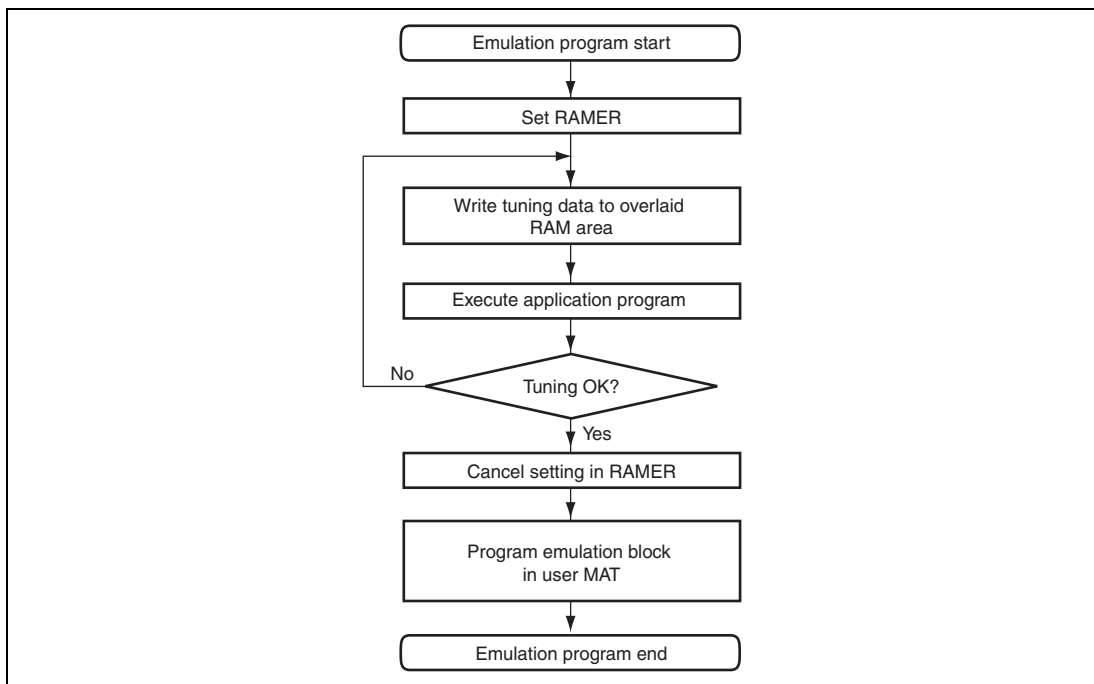 Emulation program start
Set RAMER
Write tuning data to overlaid
RAM area
Execute application program
No
Tuning OK?
Yes
Cancel setting in RAMER
Program emulation block
in user MAT
Emulation program end